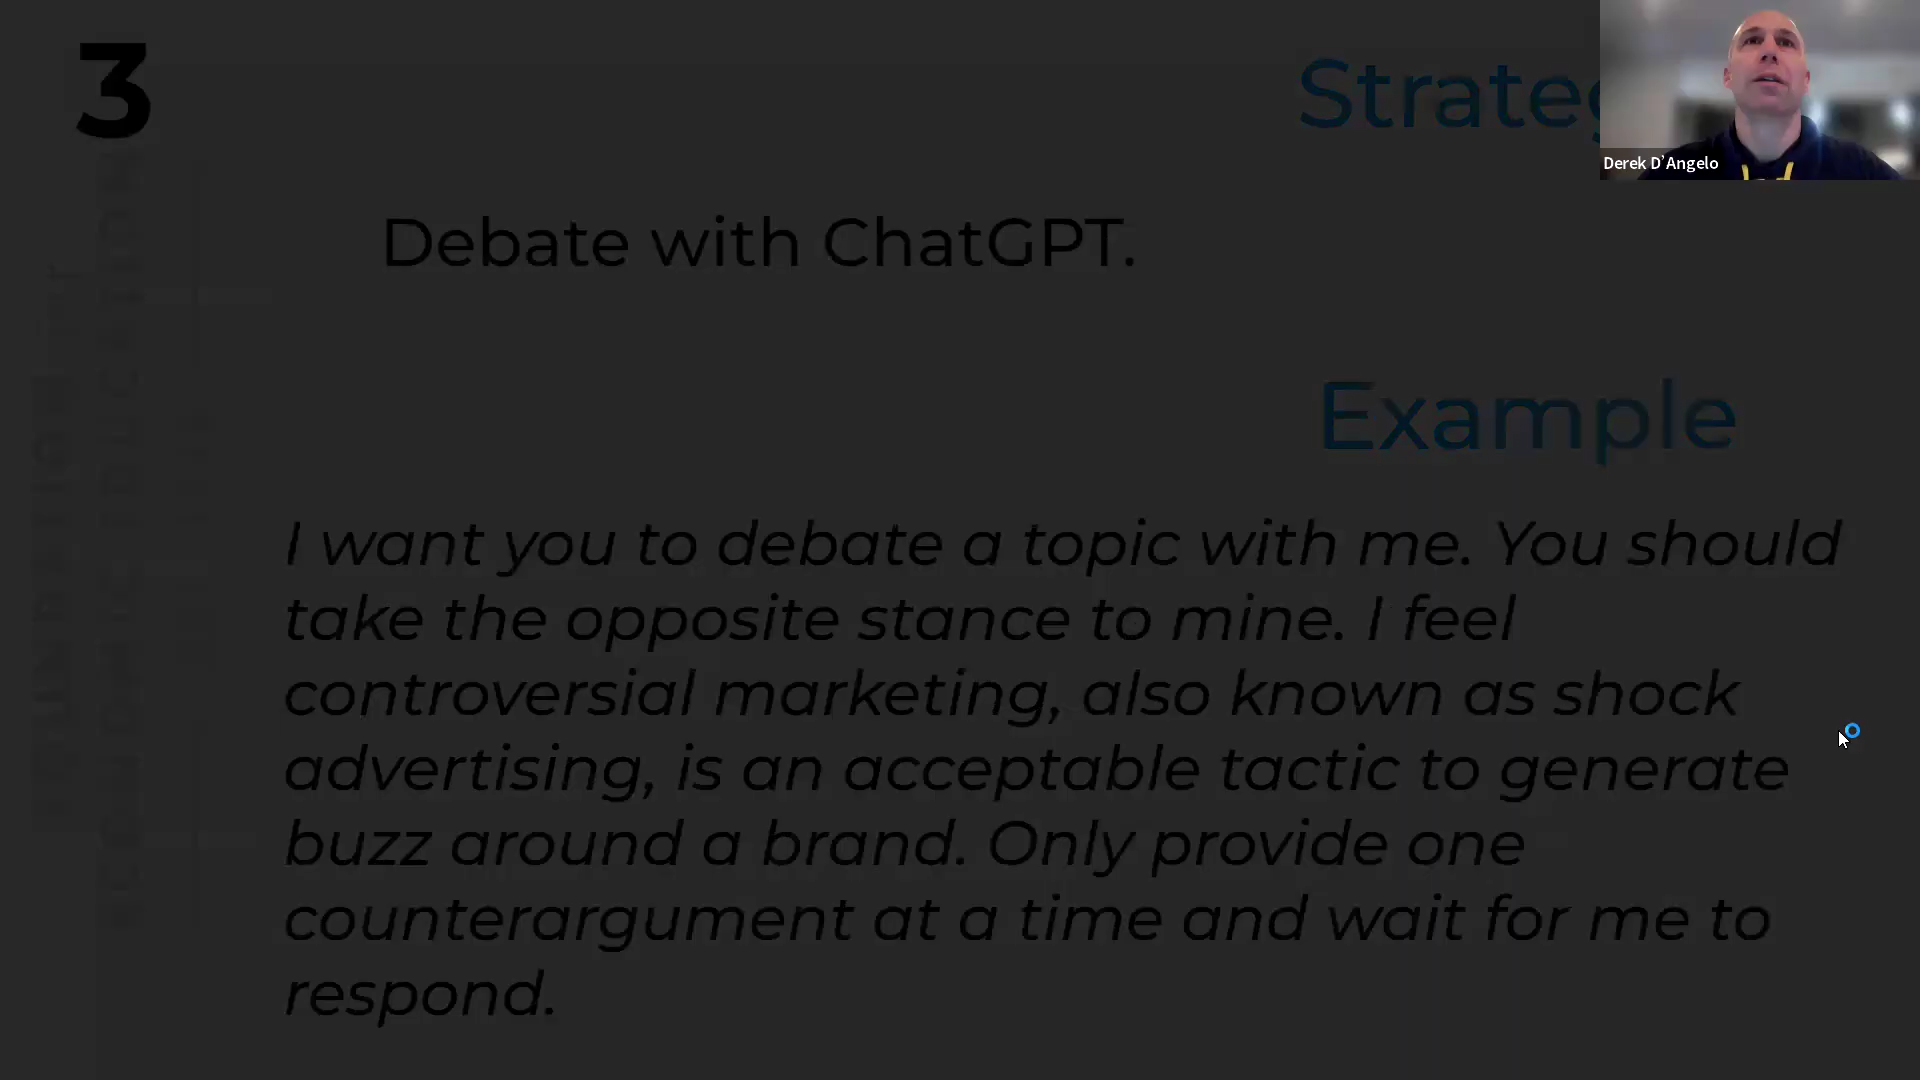 3
Strateg
Derek D'Angelo
Debate with ChatGPT.
Example
I want you to debate a topic with me. You should
take the opposite stance to mine. I feel
controversial marketing, also known as shock
advertising, is an acceptable tactic to generate
buzz around a brand. Only provide one
counterargument at a time and wait for me to
respond.